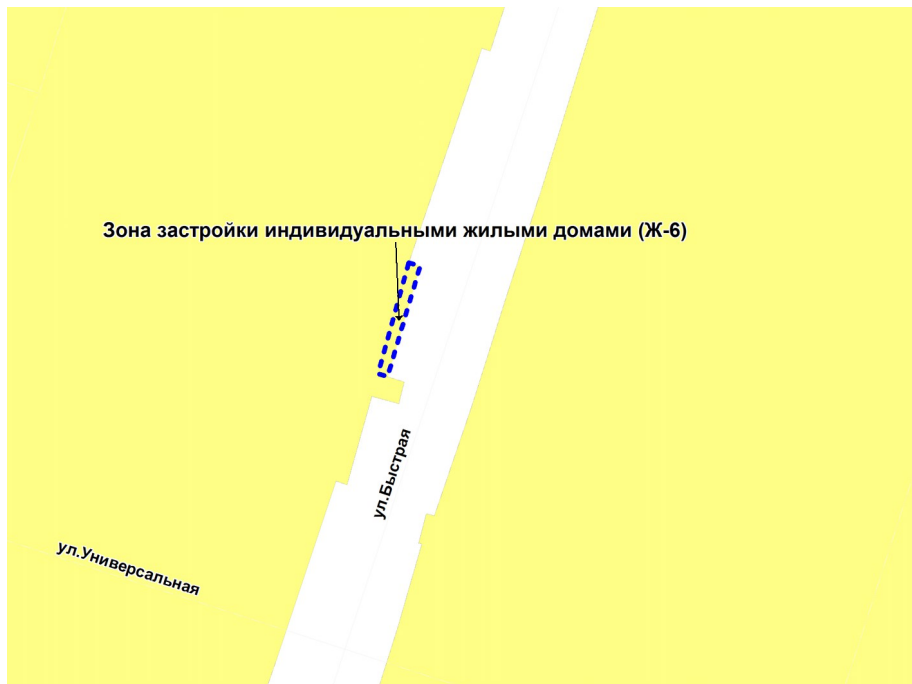 Зона застройки индивидуальными жилыми домами (Ж-6)
ул.Быстрая
ул.Универсальная